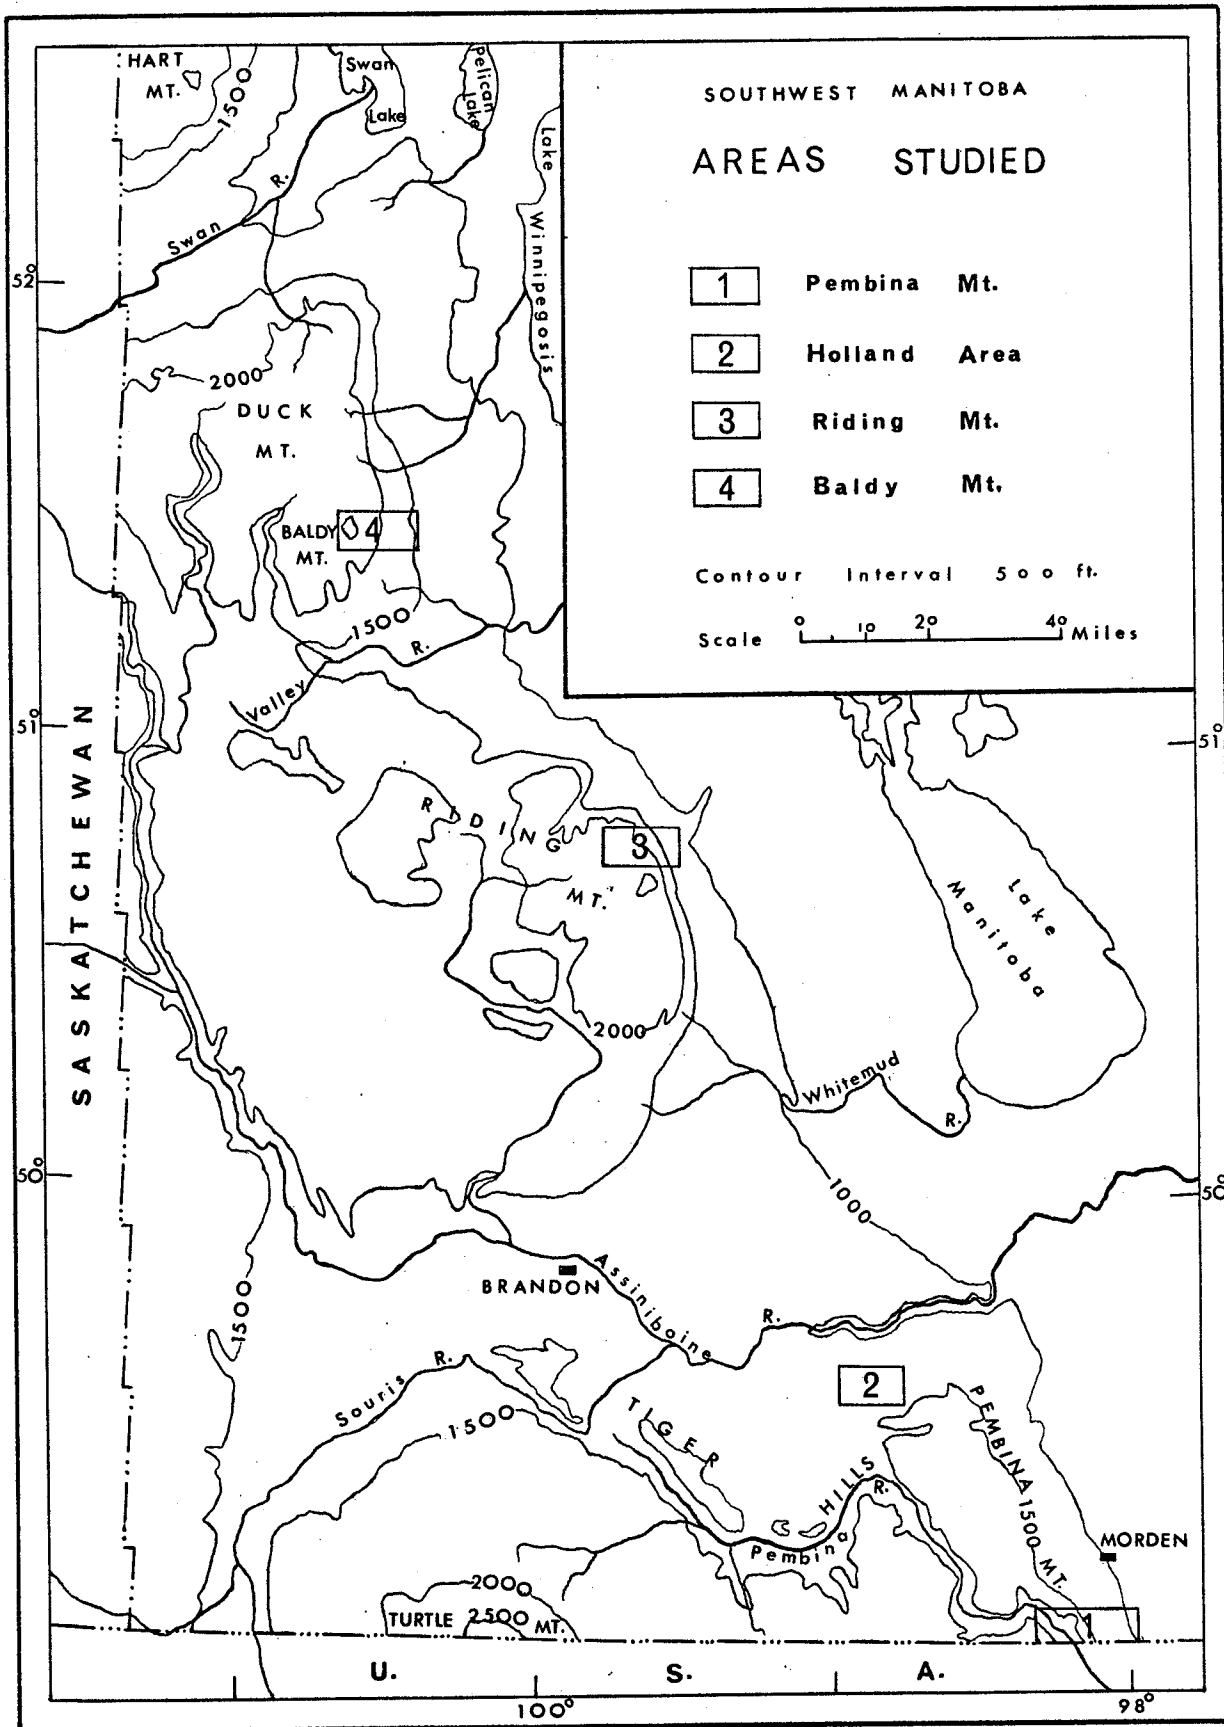 SOUTHWEST MANITOBA
AREAS STUDIED
1 Pembina Mt.
2 Holland Area
3 Riding Mt.
4 Baldy Mt.
Contour Interval 500 ft.
Scale 0 10 20 40 Miles
HART
MT.
1500
Swan
Lake
Pelican
Lake
Lake
Winnipegosis
Swan R.
52°
2000
DUCK
MT.
BALDY
MT.
4
1500
Valley R.
51°
51°
SASKATCHEWAN
RIDING
MT.
3
Lake
Manitoba
2000
Whitemud
R.
50°
50°
1000
1500
BRANDON
Assiniboine
R.
Souris R.
1500
2
TIGER
HILLS
PEMBINA
1500
MT.
R.
Pembina
MORDEN
2000
TURTLE 2500 MT.
1
U. S. A.
100°
98°